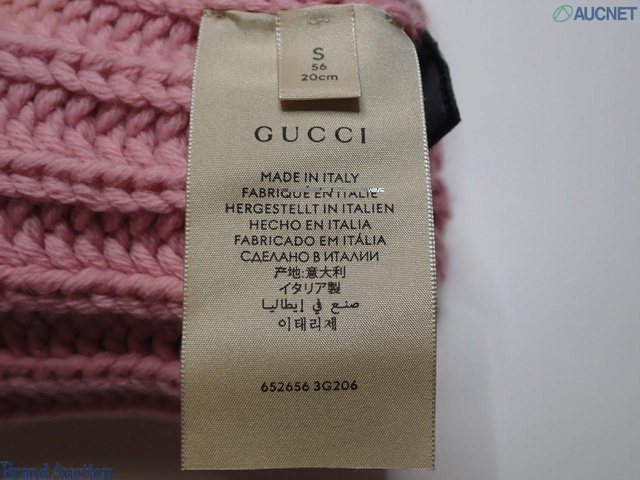 AUCNET
S
56
20cm
GUCCI
MADE IN ITALY
FABRIQUÉ EN ITALIE
HERGESTELLT IN ITALIEN
HECHO EN ITALIA
FABRICADO EM ITÁLIA
СДЕЛАНО В ИТАЛИИ
产地:意大利
イタリア製
صنع في إيطاليا
이태리제
652656 3G206
Brand Auction